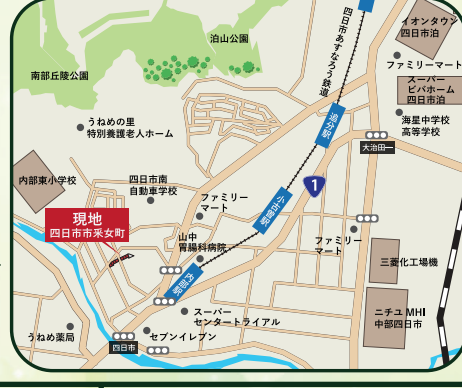 泊山公園
四日市あすなろう鉄道
イオンタウン
四日市泊
ファミリーマート
南部丘陵公園
スーパー
ビバホーム
四日市泊
追分駅
海星中学校
高等学校
うねめの里
特別養護老人ホーム
大治田一
内部東小学校
四日市南
自動車学校
1
ファミリー
マート
小古曽駅
現地
四日市市采女町
山中
胃腸科病院
ファミリー
マート
三菱化工場機
内部駅
スーパー
センタートライアル
ニチユMHI
中部四日市
うねめ薬局
四日市
セブンイレブン